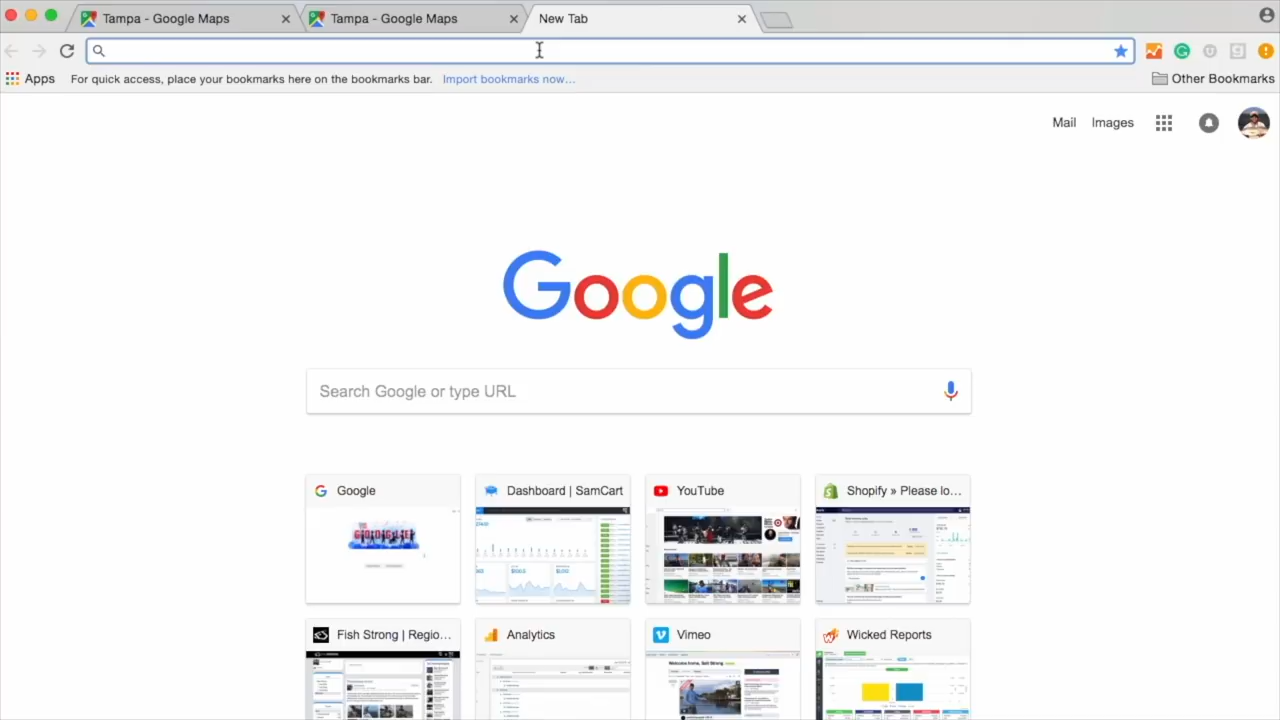 Tampa - Google Maps
Tampa - Google Maps
New Tab
Apps
For quick access, place your bookmarks here on the bookmarks bar.
Import bookmarks now...
Other Bookmarks
Mail
Images
Google
Search Google or type URL
Google
Dashboard | SamCart
YouTube
Shopify » Please lo...
Fish Strong | Regio...
Analytics
Vimeo
Wicked Reports